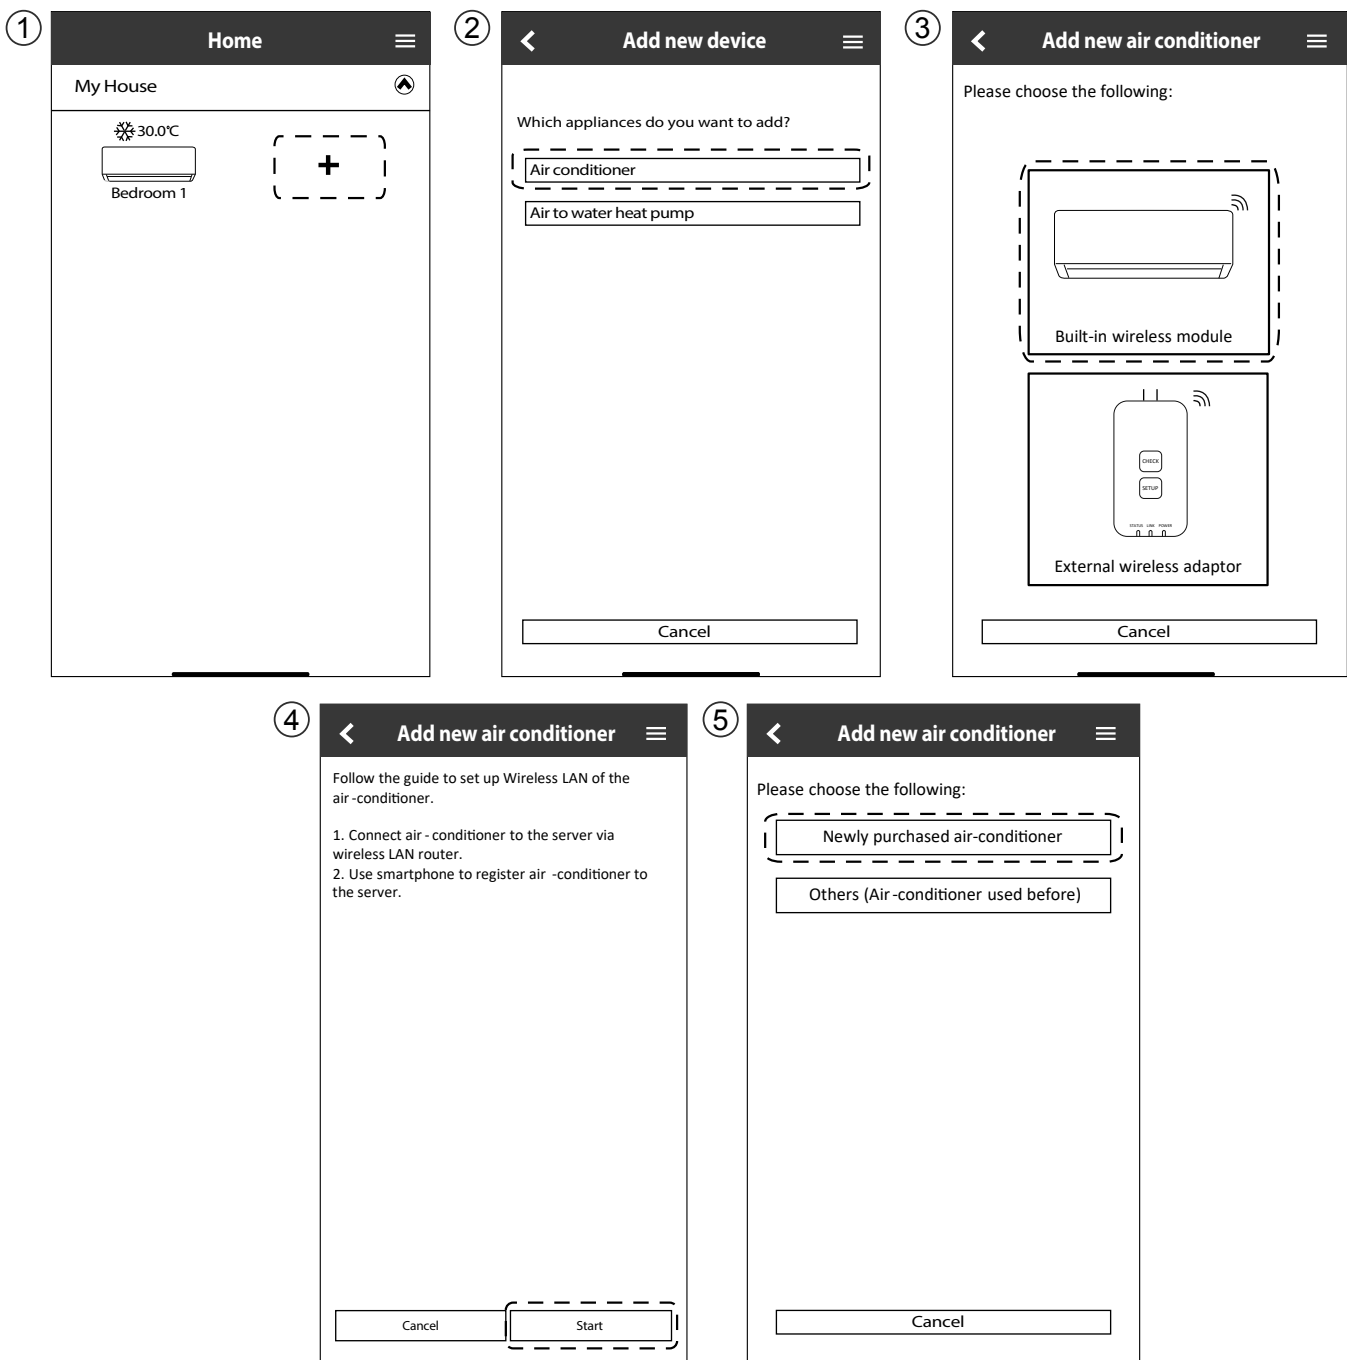 1
Home
My House
30.0℃
Bedroom 1
+
2
Add new device
Which appliances do you want to add?
Air conditioner
Air to water heat pump
Cancel
3
Add new air conditioner
Please choose the following:
Built-in wireless module
CHECK
SETUP
STATUS LINK POWER
External wireless adaptor
Cancel
4
Add new air conditioner
Follow the guide to set up Wireless LAN of the
air-conditioner.
1. Connect air-conditioner to the server via
wireless LAN router.
2. Use smartphone to register air-conditioner to
the server.
Cancel
Start
5
Add new air conditioner
Please choose the following:
Newly purchased air-conditioner
Others (Air-conditioner used before)
Cancel